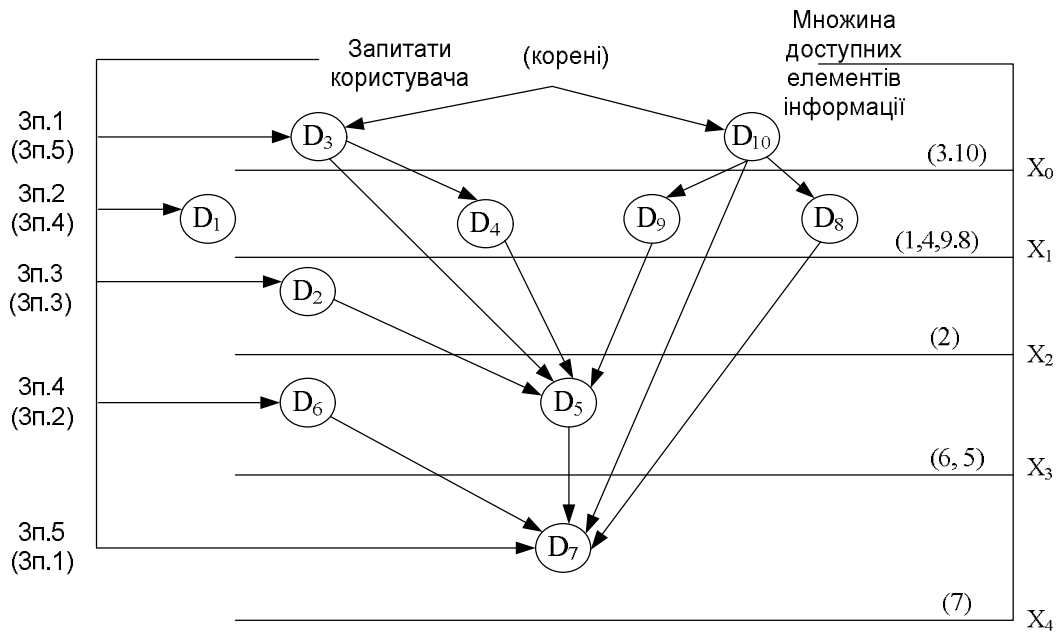 Запитати
користувача
(корені)
Множина
доступних
елементів
інформації
Зп.1
(Зп.5)
D3
D10
(3.10)
X0
Зп.2
(Зп.4)
D1
D4
D9
D8
(1,4,9.8)
X1
Зп.3
(Зп.3)
D2
(2)
X2
Зп.4
(Зп.2)
D6
D5
(6, 5)
X3
Зп.5
(Зп.1)
D7
(7)
X4